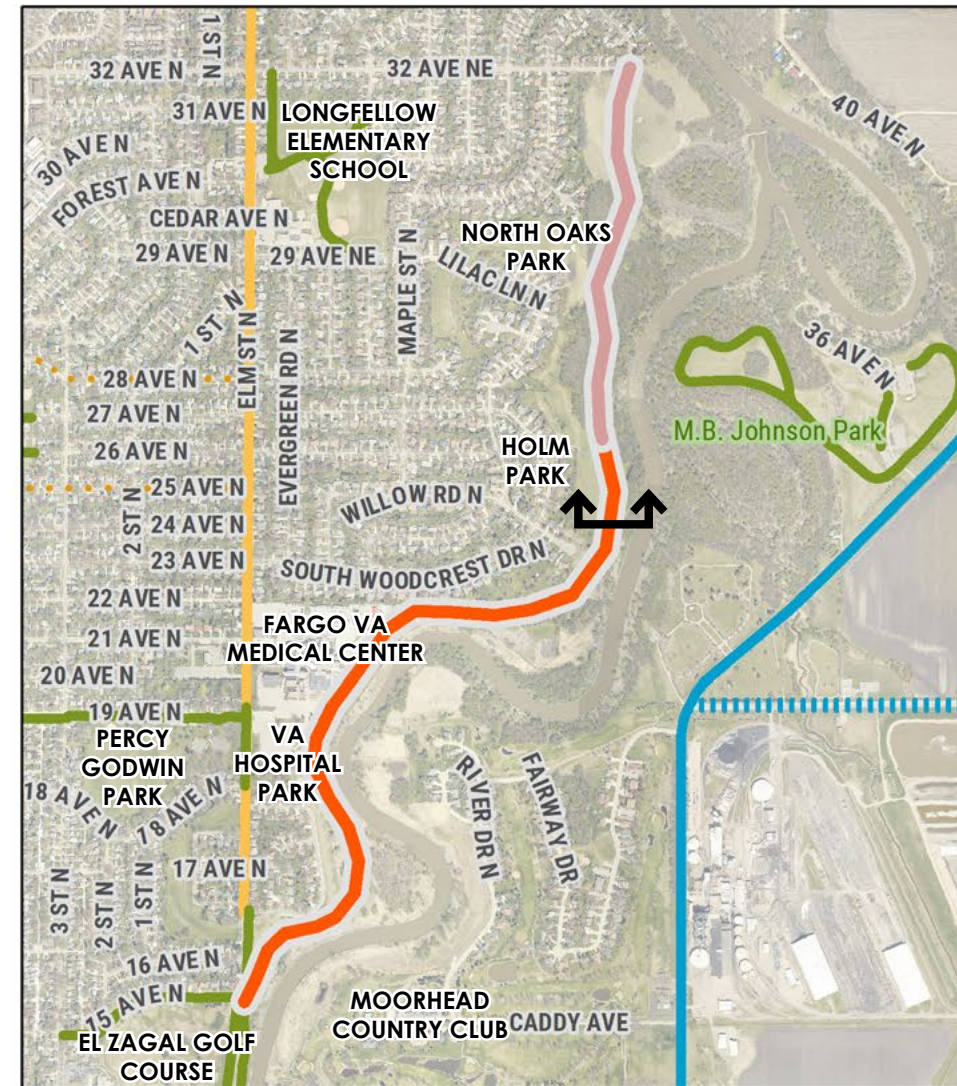 1 ST N
32 AVE N
32 AVE NE
31 AVE N
LONGFELLOW
ELEMENTARY
SCHOOL
40 AVE N
30 AVE N
FOREST AVE N
CEDAR AVE N
29 AVE N
29 AVE NE
MAPLE ST N
NORTH OAKS
PARK
LILAC LN N
1 ST N
ELM ST N
36 AVE N
28 AVE N
EVERGREEN RD N
27 AVE N
26 AVE N
M.B. Johnson Park
HOLM
PARK
25 AVE N
WILLOW RD N
2 ST N
24 AVE N
23 AVE N
SOUTH WOODCREST DR N
22 AVE N
FARGO VA
MEDICAL CENTER
21 AVE N
20 AVE N
19 AVE N
PERCY
GODWIN
PARK
VA
HOSPITAL
PARK
18 AVE N
18 AVE N
RIVER DR N
FAIRWAY DR
17 AVE N
3 ST N
2 ST N
1 ST N
16 AVE N
15 AVE N
MOORHEAD
COUNTRY CLUB
CADDY AVE
EL ZAGAL GOLF
COURSE